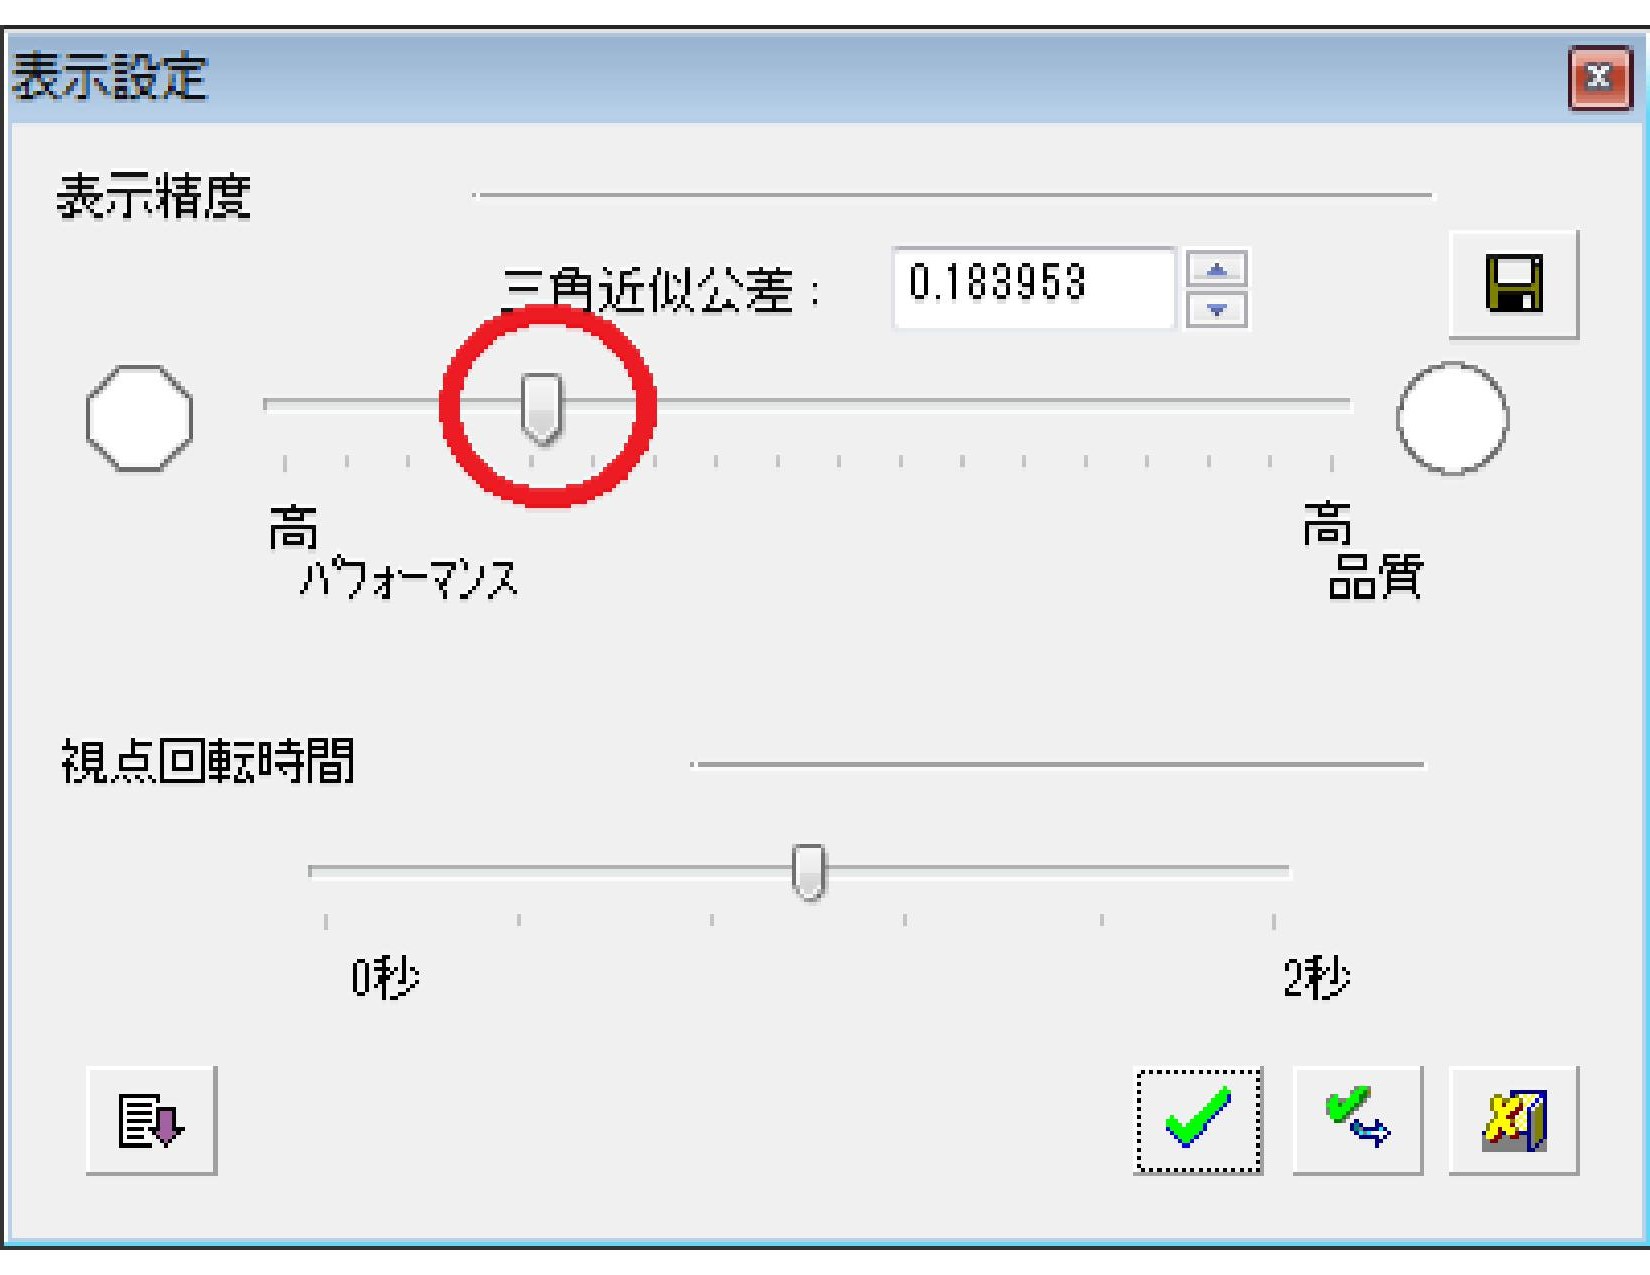 表示設定
表示精度
三角近似公差： 0.183953
高
パフォーマンス
高
品質
視点回転時間
0秒
2秒